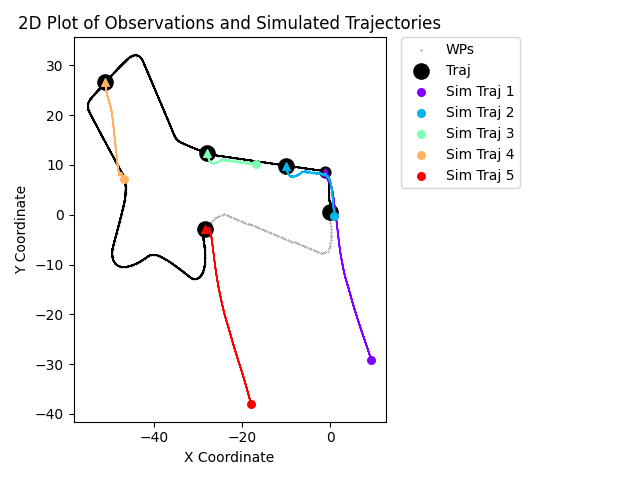 2D Plot of Observations and Simulated Trajectories
WPs
Traj
Sim Traj 1
Sim Traj 2
Sim Traj 3
Sim Traj 4
Sim Traj 5
Y Coordinate
30
20
10
0
−10
−20
−30
−40
−40
−20
0
X Coordinate